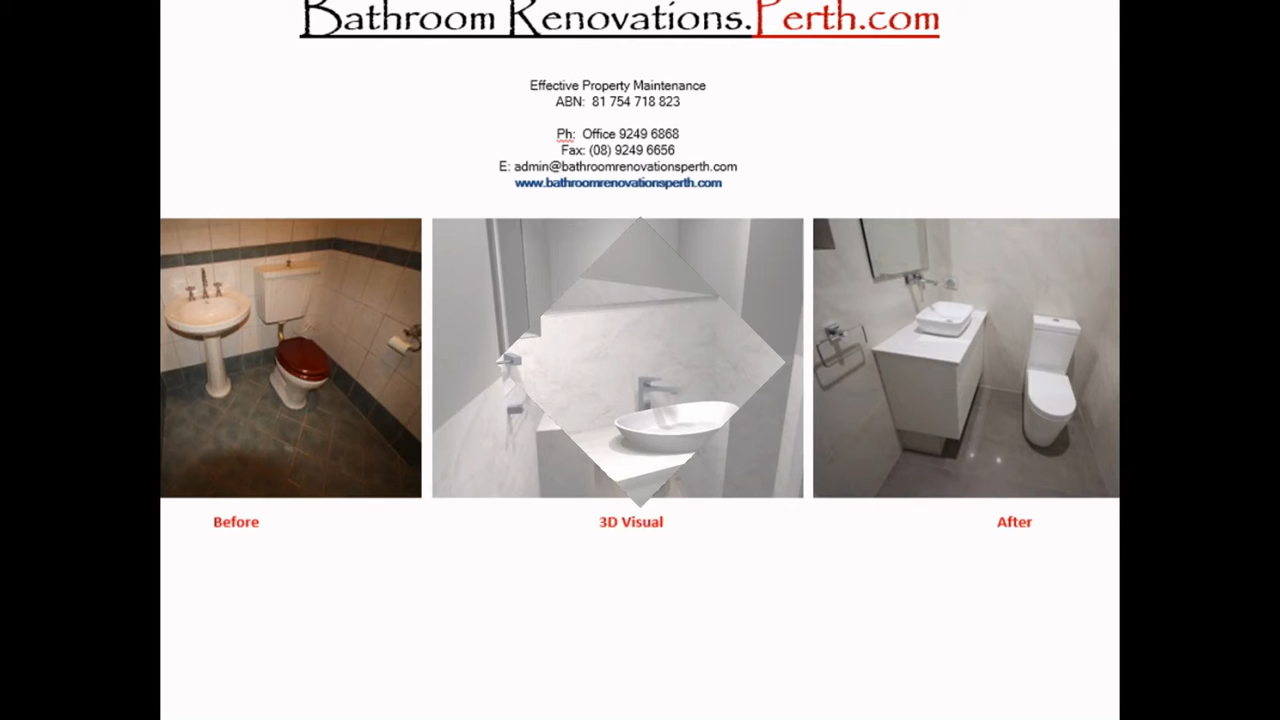 Bathroom Renovations.Perth.com
Effective Property Maintenance
ABN: 81 754 718 823
Ph: Office 9249 6868
Fax: (08) 9249 6656
E: admin@bathroomrenovationsperth.com
www.bathroomrenovationsperth.com
Before
3D Visual
After